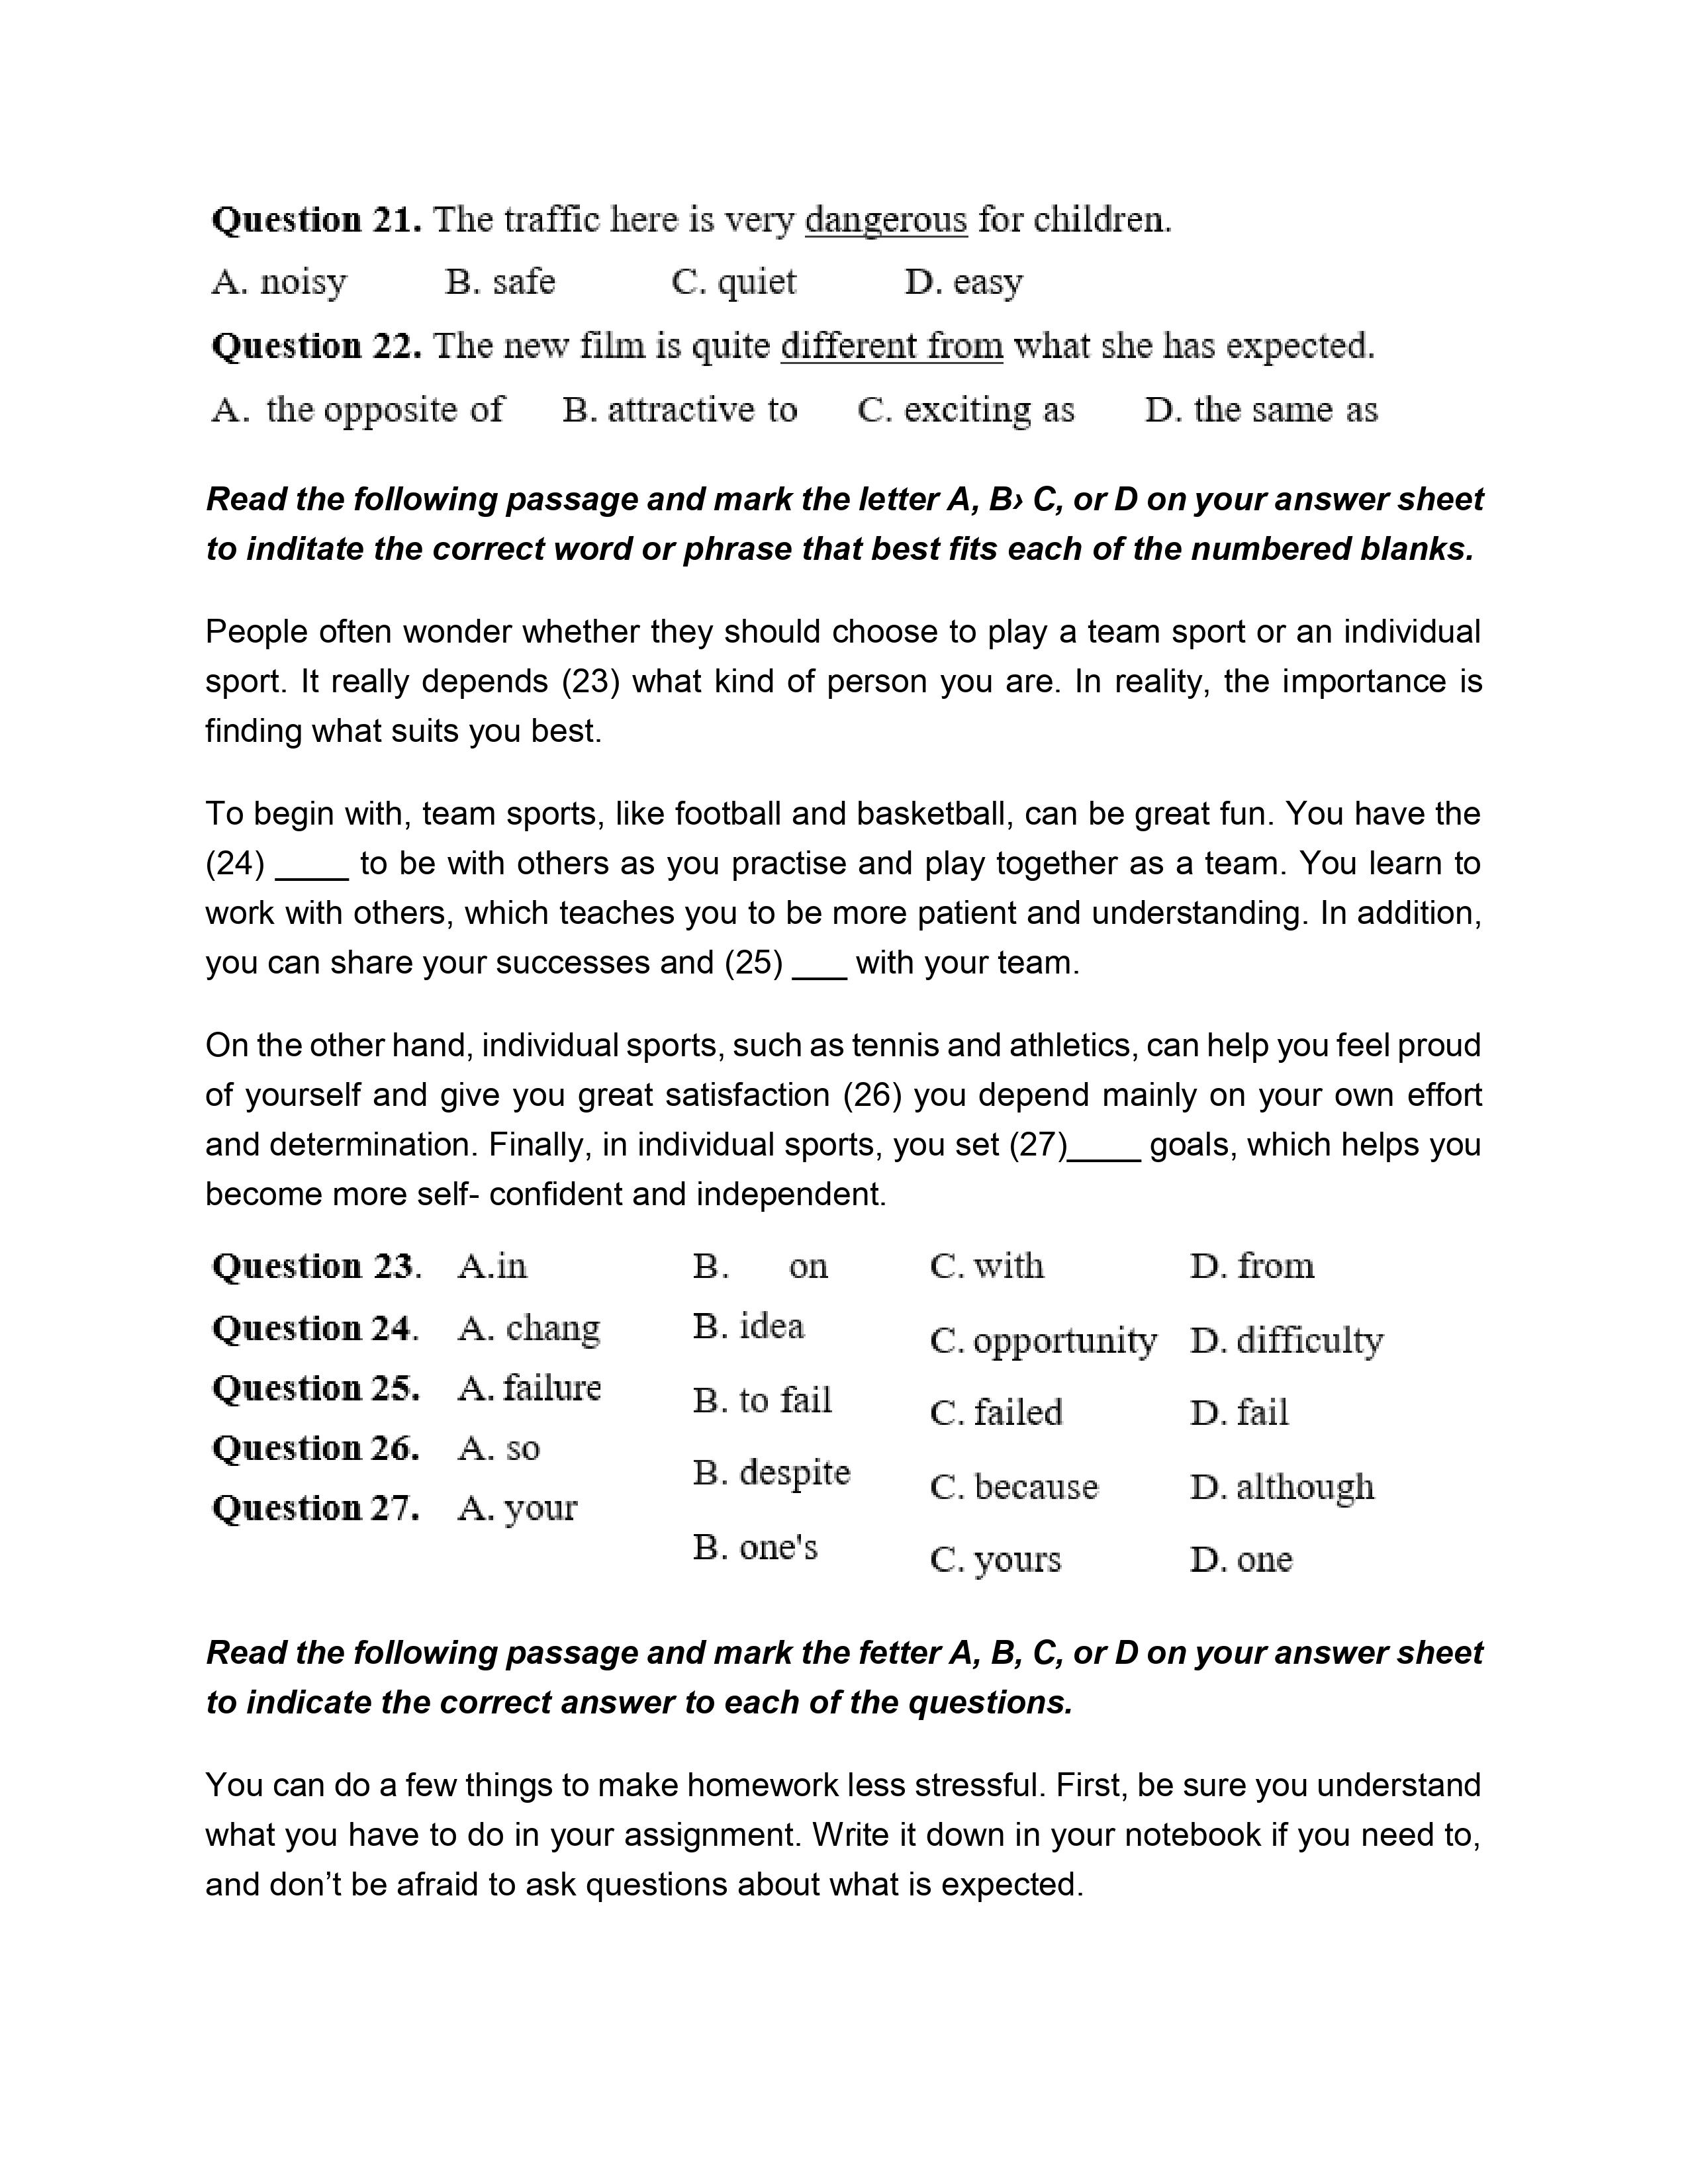 Question 21. The traffic here is very dangerous for children.
A. noisy B. safe C. quiet D. easy
Question 22. The new film is quite different from what she has expected.
A. the opposite of B. attractive to C. exciting as D. the same as
Read the following passage and mark the letter A, B› C, or D on your answer sheet
to inditate the correct word or phrase that best fits each of the numbered blanks.
People often wonder whether they should choose to play a team sport or an individual
sport. It really depends (23) what kind of person you are. In reality, the importance is
finding what suits you best.
To begin with, team sports, like football and basketball, can be great fun. You have the
(24) ____ to be with others as you practise and play together as a team. You learn to
work with others, which teaches you to be more patient and understanding. In addition,
you can share your successes and (25) ___ with your team.
On the other hand, individual sports, such as tennis and athletics, can help you feel proud
of yourself and give you great satisfaction (26) you depend mainly on your own effort
and determination. Finally, in individual sports, you set (27)____ goals, which helps you
become more self- confident and independent.
Question 23. A.in B. on C. with D. from
Question 24. A. chang B. idea C. opportunity D. difficulty
Question 25. A. failure B. to fail C. failed D. fail
Question 26. A. so B. despite C. because D. although
Question 27. A. your B. one's C. yours D. one
Read the following passage and mark the fetter A, B, C, or D on your answer sheet
to indicate the correct answer to each of the questions.
You can do a few things to make homework less stressful. First, be sure you understand
what you have to do in your assignment. Write it down in your notebook if you need to,
and don’t be afraid to ask questions about what is expected.